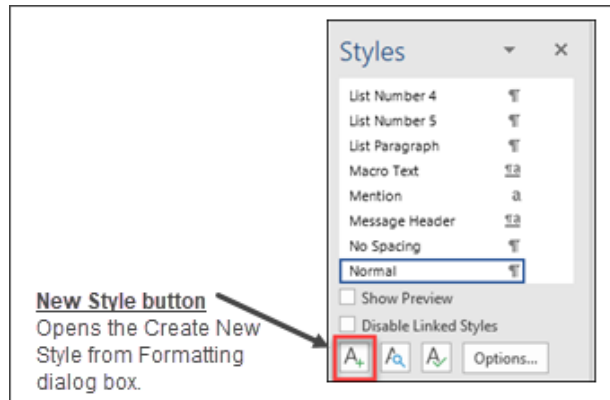 Styles
List Number 4 ¶
List Number 5 ¶
List Paragraph ¶
Macro Text ¶a
Mention a
Message Header ¶a
No Spacing ¶
Normal ¶
Show Preview
Disable Linked Styles
Options...
New Style button
Opens the Create New
Style from Formatting
dialog box.